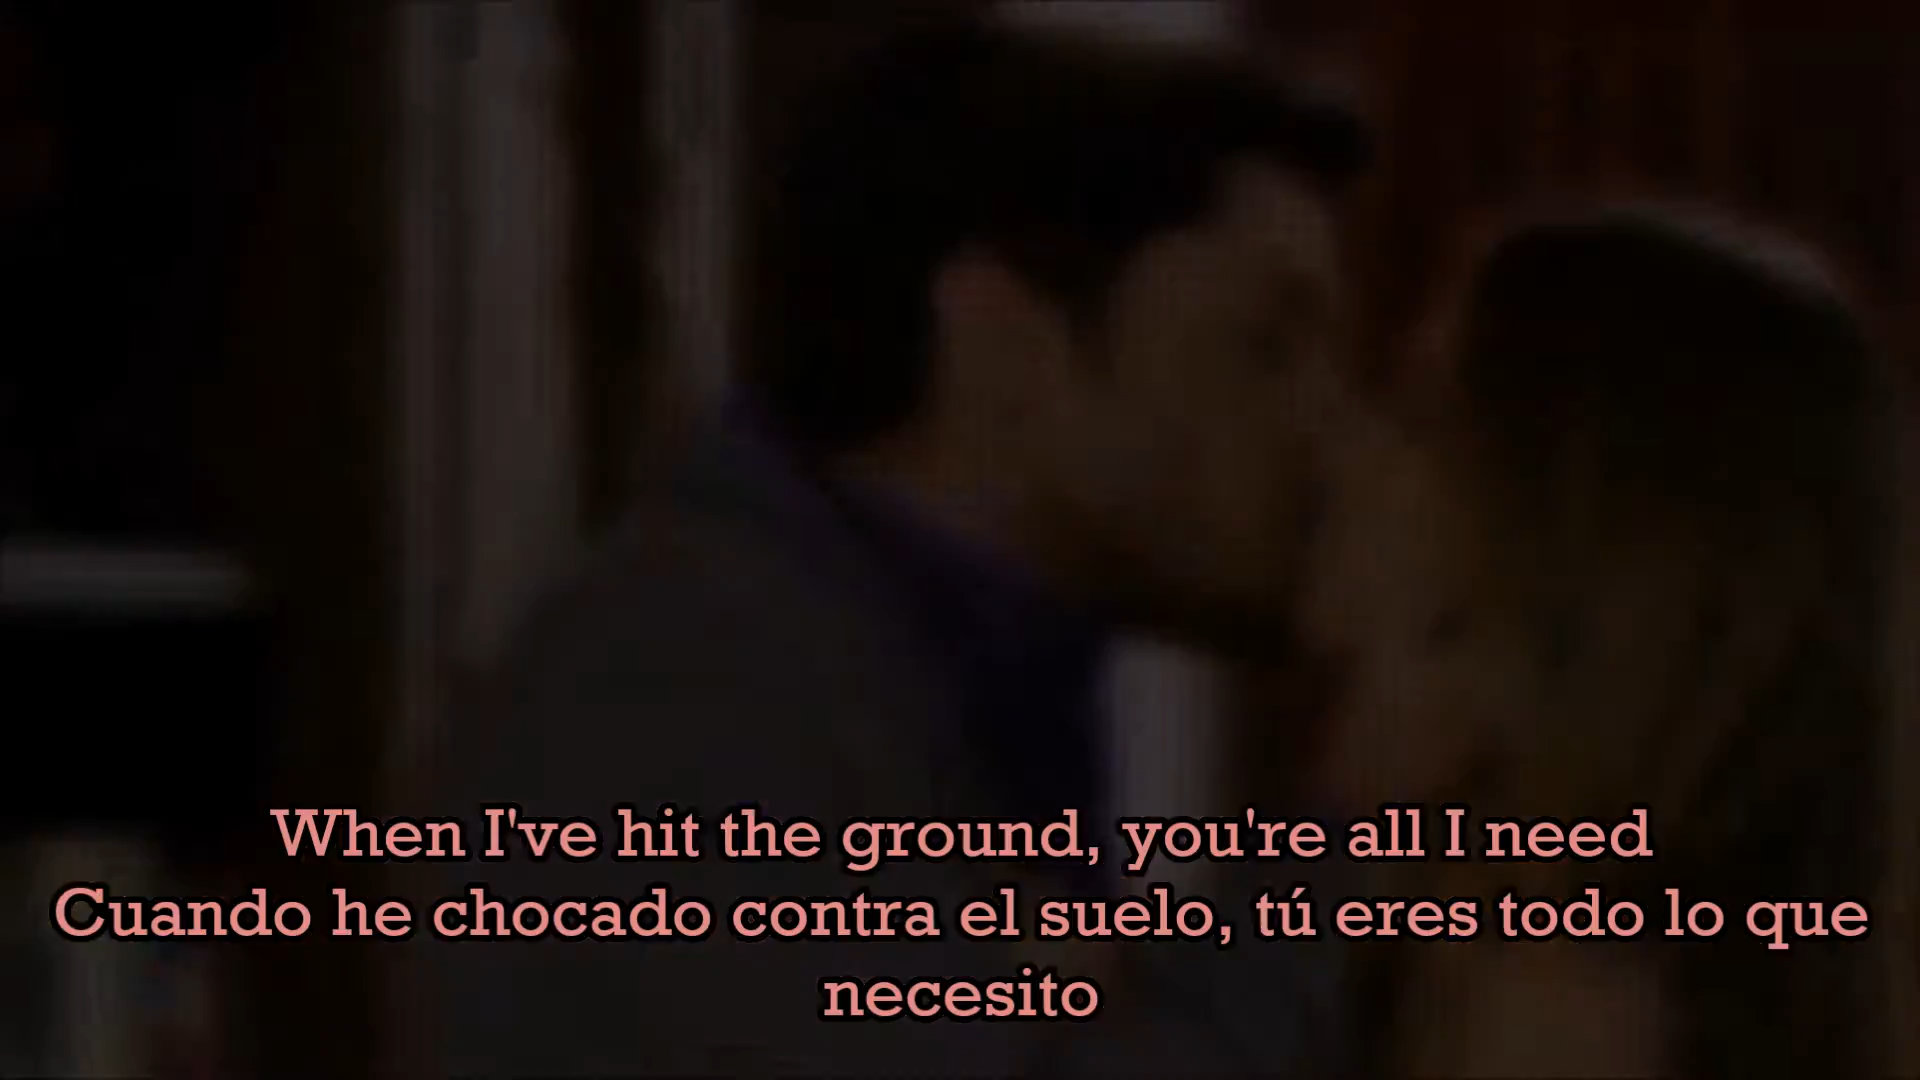 When I've hit the ground, you're all I need
Cuando he chocado contra el suelo, tú eres todo lo que
necesito